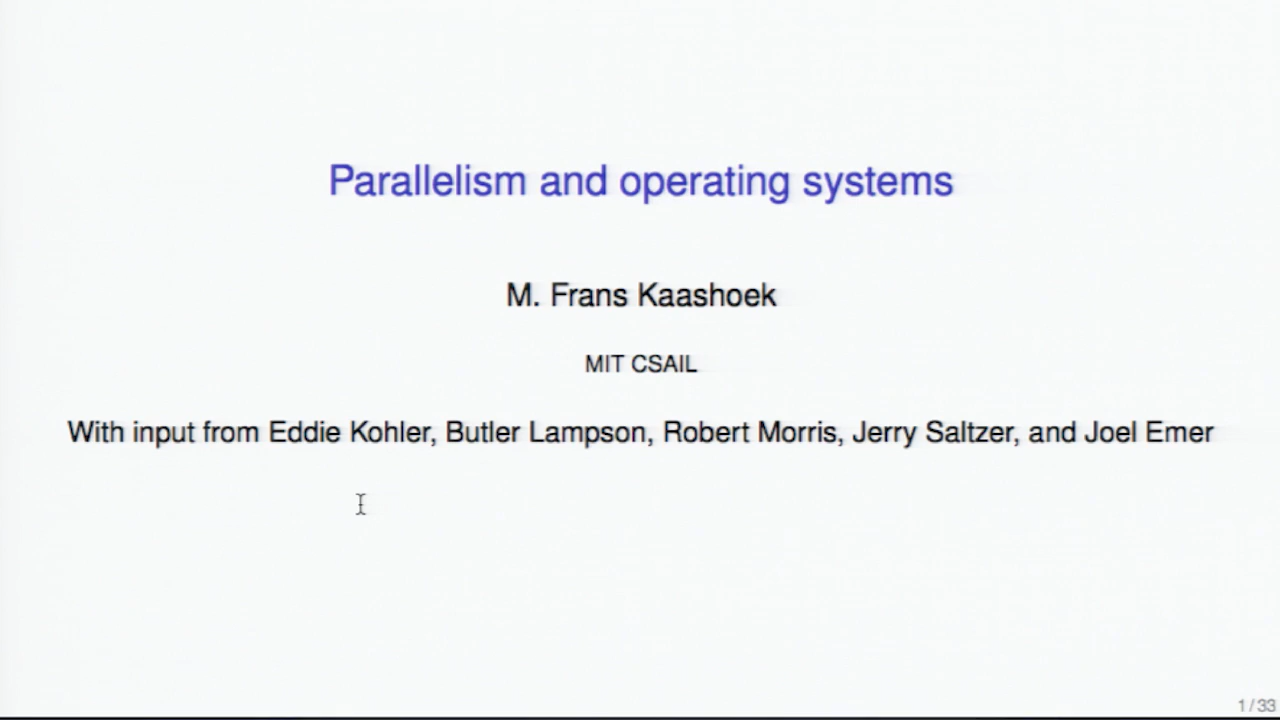 Parallelism and operating systems
M. Frans Kaashoek
MIT CSAIL
With input from Eddie Kohler, Butler Lampson, Robert Morris, Jerry Saltzer, and Joel Emer
1 / 33